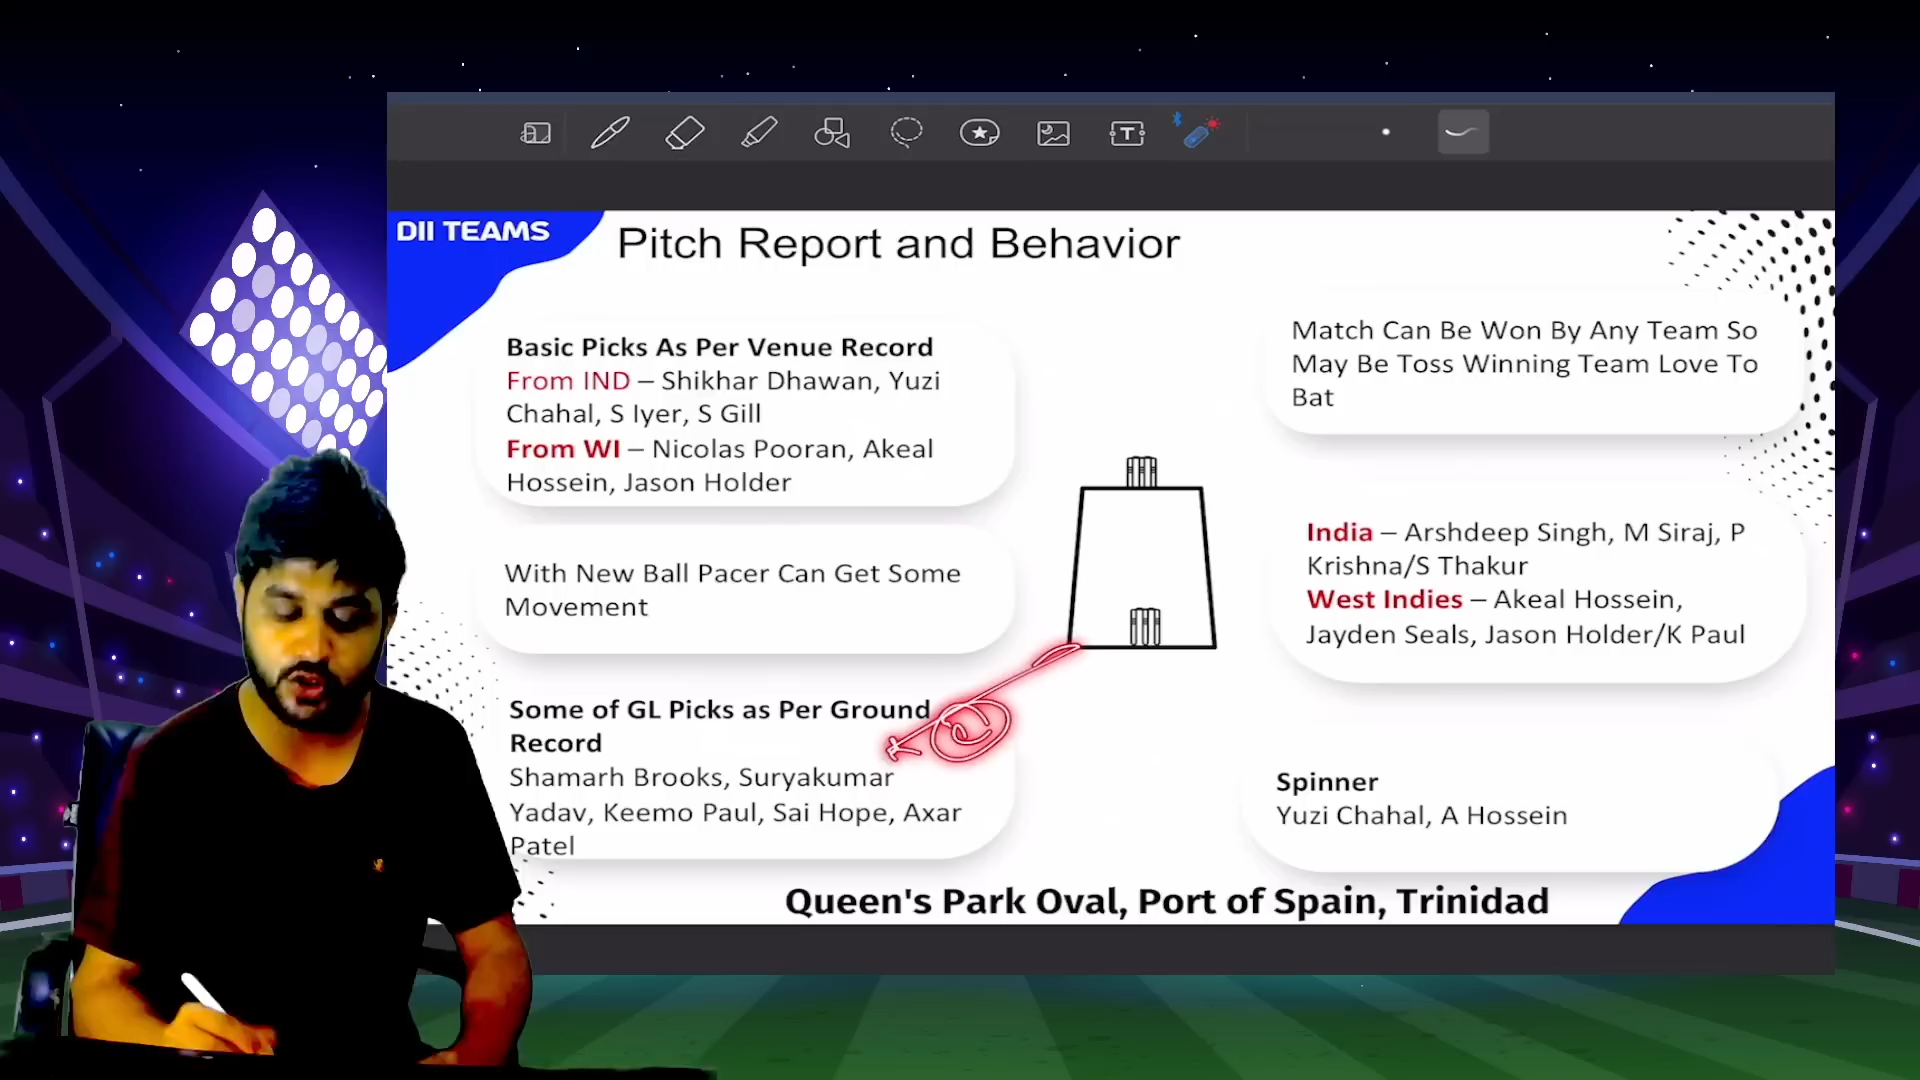 DII TEAMS
Pitch Report and Behavior
Basic Picks As Per Venue Record
From IND – Shikhar Dhawan, Yuzi
Chahal, S Iyer, S Gill
From WI – Nicolas Pooran, Akeal
Hossein, Jason Holder
With New Ball Pacer Can Get Some
Movement
Some of GL Picks as Per Ground
Record
Shamarh Brooks, Suryakumar
Yadav, Keemo Paul, Sai Hope, Axar
Patel
Match Can Be Won By Any Team So
May Be Toss Winning Team Love To
Bat
India – Arshdeep Singh, M Siraj, P
Krishna/S Thakur
West Indies – Akeal Hossein,
Jayden Seals, Jason Holder/K Paul
Spinner
Yuzi Chahal, A Hossein
Queen's Park Oval, Port of Spain, Trinidad